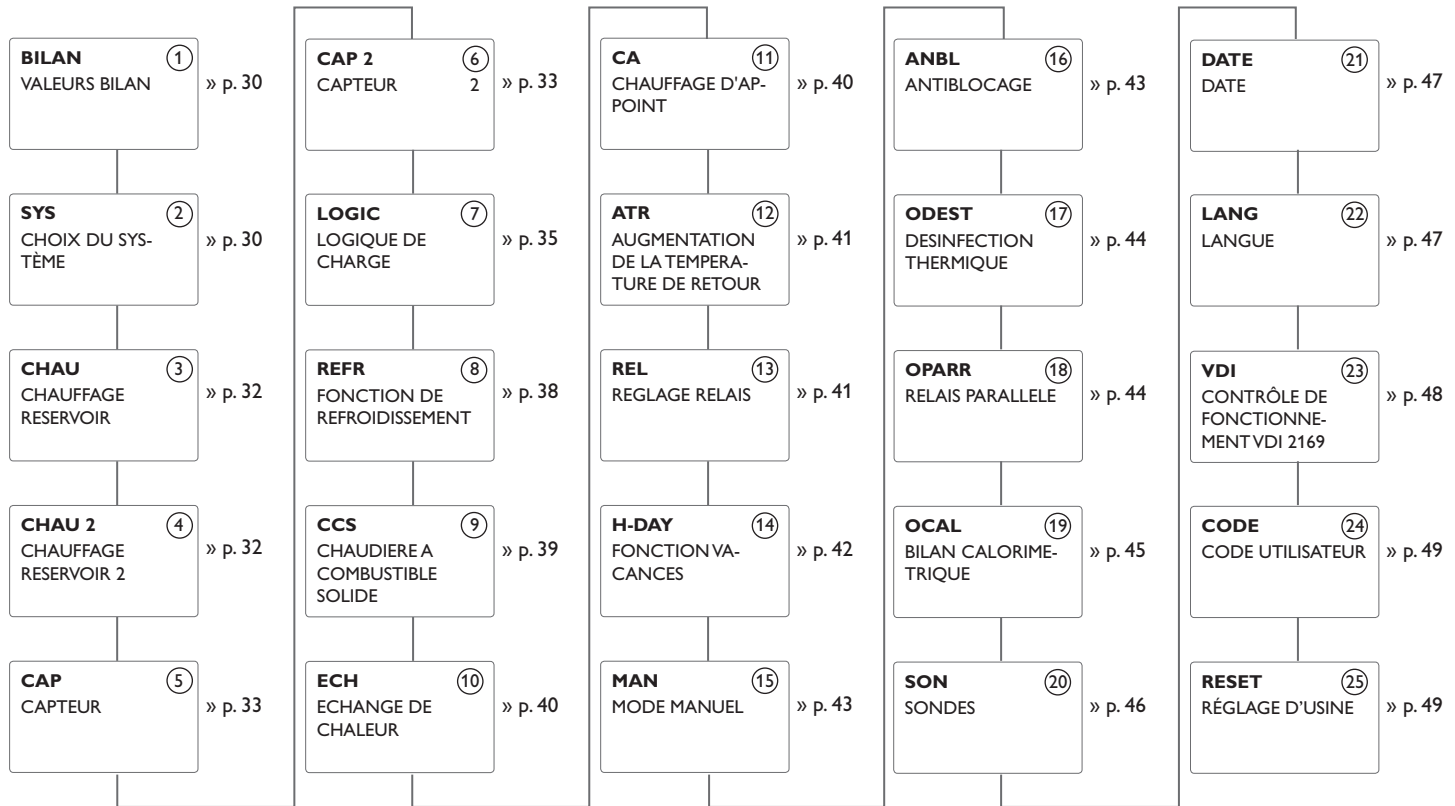 BILAN 1
VALEURS BILAN
» p. 30
SYS 2
CHOIX DU SYS-
TÈME
» p. 30
CHAU 3
CHAUFFAGE
RESERVOIR
» p. 32
CHAU 2 4
CHAUFFAGE
RESERVOIR 2
» p. 32
CAP 5
CAPTEUR
» p. 33
CAP 2 6
CAPTEUR 2
» p. 33
LOGIC 7
LOGIQUE DE
CHARGE
» p. 35
REFR 8
FONCTION DE
REFROIDISSEMENT
» p. 38
CCS 9
CHAUDIERE A
COMBUSTIBLE
SOLIDE
» p. 39
ECH 10
ECHANGE DE
CHALEUR
» p. 40
CA 11
CHAUFFAGE D'AP-
POINT
» p. 40
ATR 12
AUGMENTATION
DE LA TEMPERA-
TURE DE RETOUR
» p. 41
REL 13
REGLAGE RELAIS
» p. 41
H-DAY 14
FONCTION VA-
CANCES
» p. 42
MAN 15
MODE MANUEL
» p. 43
ANBL 16
ANTIBLOCAGE
» p. 43
ODEST 17
DESINFECTION
THERMIQUE
» p. 44
OPARR 18
RELAIS PARALLELE
» p. 44
OCAL 19
BILAN CALORIME-
TRIQUE
» p. 45
SON 20
SONDES
» p. 46
DATE 21
DATE
» p. 47
LANG 22
LANGUE
» p. 47
VDI 23
CONTRÔLE DE
FONCTIONNE-
MENT VDI 2169
» p. 48
CODE 24
CODE UTILISATEUR
» p. 49
RESET 25
RÉGLAGE D'USINE
» p. 49